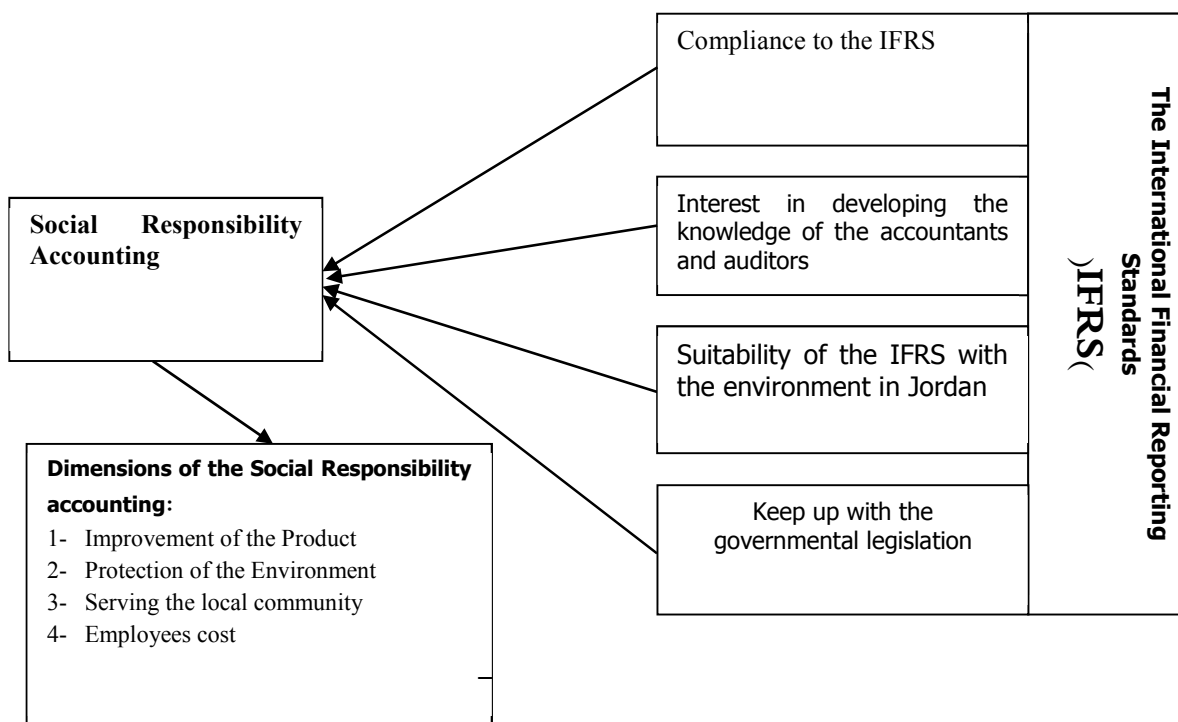 Compliance to the IFRS
Interest in developing the
knowledge of the accountants
and auditors
Suitability of the IFRS with
the environment in Jordan
Keep up with the
governmental legislation
The International Financial Reporting
Standards
)IFRS(
Social Responsibility
Accounting
Dimensions of the Social Responsibility
accounting:
1- Improvement of the Product
2- Protection of the Environment
3- Serving the local community
4- Employees cost